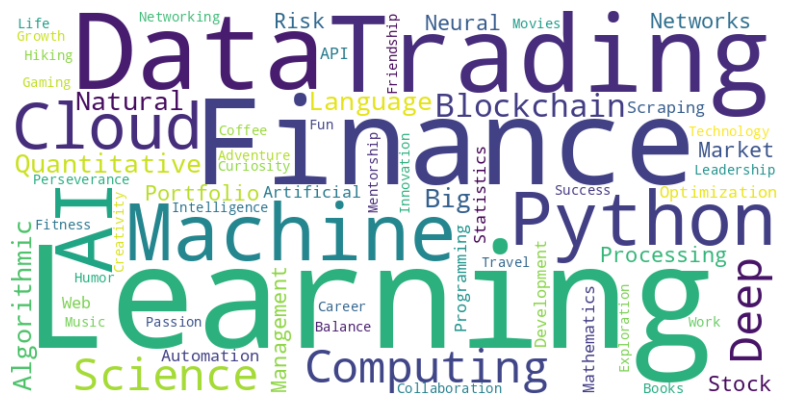 Life
Networking
Growth
Hiking
Gaming
Data
Risk
API
Friendship
Trading
Neural
Movies
Networks
Natural
Cloud
Finance
Language
Blockchain
Scraping
Coffee
Fun
Technology
Quantitative
Adventure
Curiosity
Mentorship
Innovation
Market
Leadership
Perseverance
Portfolio
Artificial
Statistics
Success
Optimization
AI
Creativity
Intelligence
Big
Python
Fitness
Machine
Algorithmic
Humor
Programming
Travel
Development
Processing
Learning
Web
Music
Passion
Management
Career
Balance
Mathematics
Exploration
Work
Deep
Automation
Science
Computing
Collaboration
Books
Stock